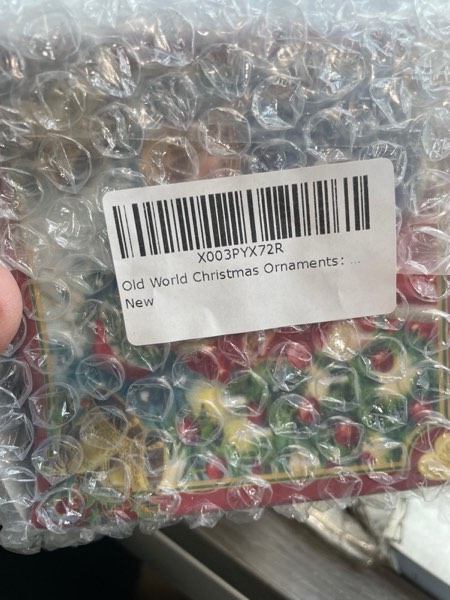 X003PYX72R
Old World Christmas Ornaments: ...
New